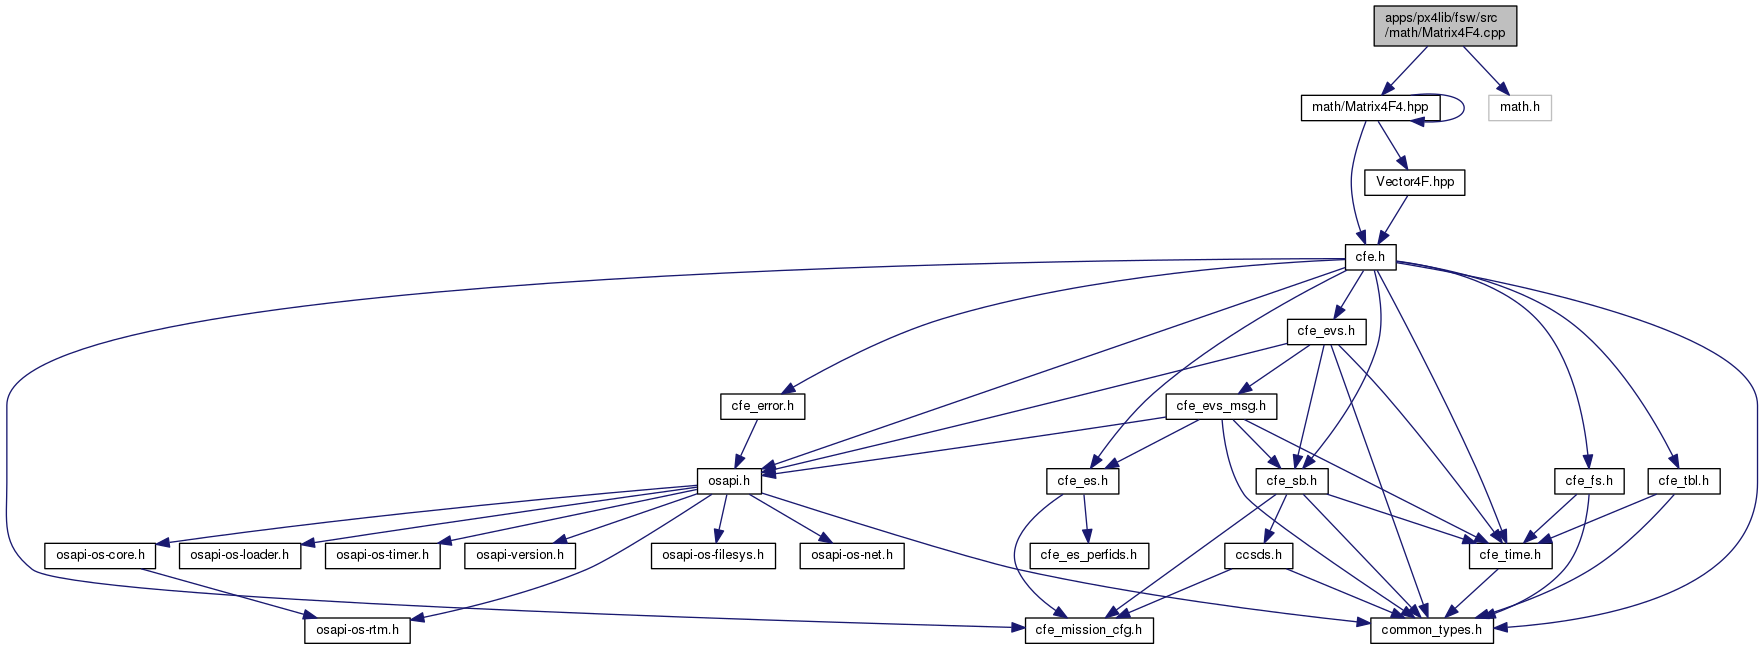 apps/px4lib/fsw/src
/math/Matrix4F4.cpp
math/Matrix4F4.hpp
math.h
Vector4F.hpp
cfe.h
cfe_evs.h
cfe_error.h
cfe_evs_msg.h
osapi.h
cfe_es.h
cfe_sb.h
cfe_fs.h
cfe_tbl.h
osapi-os-core.h
osapi-os-loader.h
osapi-os-timer.h
osapi-version.h
osapi-os-filesys.h
osapi-os-net.h
cfe_es_perfids.h
ccsds.h
cfe_time.h
osapi-os-rtm.h
cfe_mission_cfg.h
common_types.h